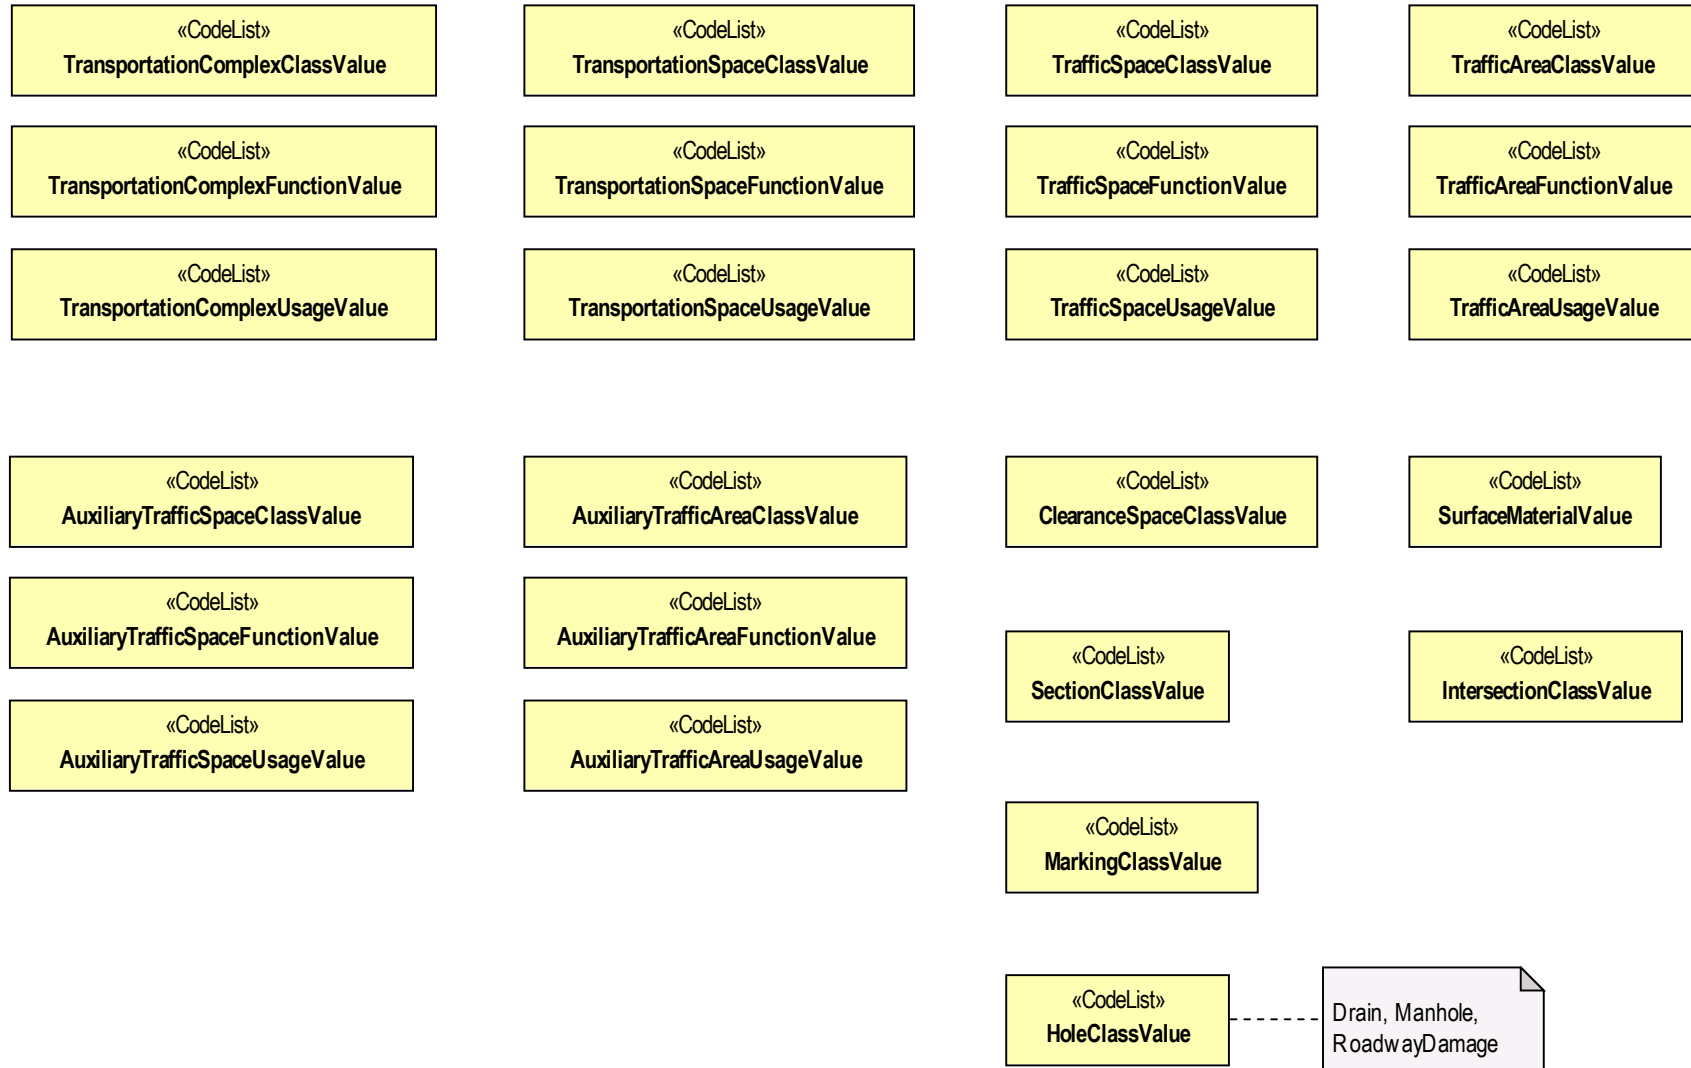 «CodeList»
TransportationComplexClassValue
«CodeList»
TransportationSpaceClassValue
«CodeList»
TrafficSpaceClassValue
«CodeList»
TrafficAreaClassValue
«CodeList»
TransportationComplexFunctionValue
«CodeList»
TransportationSpaceFunctionValue
«CodeList»
TrafficSpaceFunctionValue
«CodeList»
TrafficAreaFunctionValue
«CodeList»
TransportationComplexUsageValue
«CodeList»
TransportationSpaceUsageValue
«CodeList»
TrafficSpaceUsageValue
«CodeList»
TrafficAreaUsageValue
«CodeList»
AuxiliaryTrafficSpaceClassValue
«CodeList»
AuxiliaryTrafficAreaClassValue
«CodeList»
ClearanceSpaceClassValue
«CodeList»
SurfaceMaterialValue
«CodeList»
AuxiliaryTrafficSpaceFunctionValue
«CodeList»
AuxiliaryTrafficAreaFunctionValue
«CodeList»
SectionClassValue
«CodeList»
IntersectionClassValue
«CodeList»
AuxiliaryTrafficSpaceUsageValue
«CodeList»
AuxiliaryTrafficAreaUsageValue
«CodeList»
MarkingClassValue
«CodeList»
HoleClassValue
Drain, Manhole,
RoadwayDamage